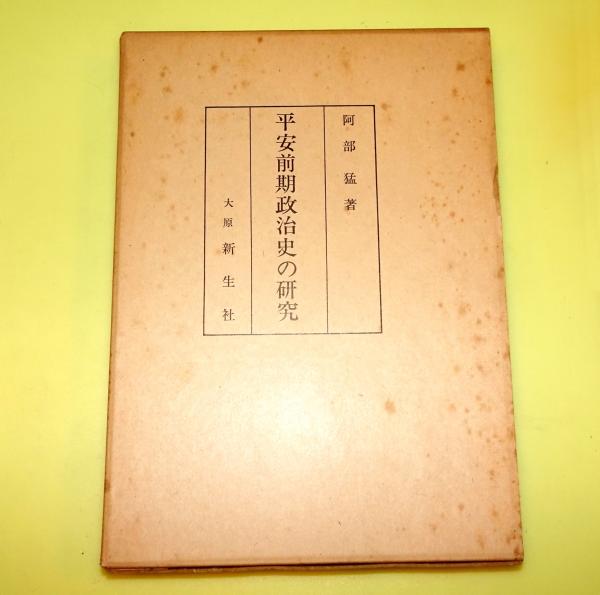 阿部猛著
平安前期政治史の研究
大原新生社